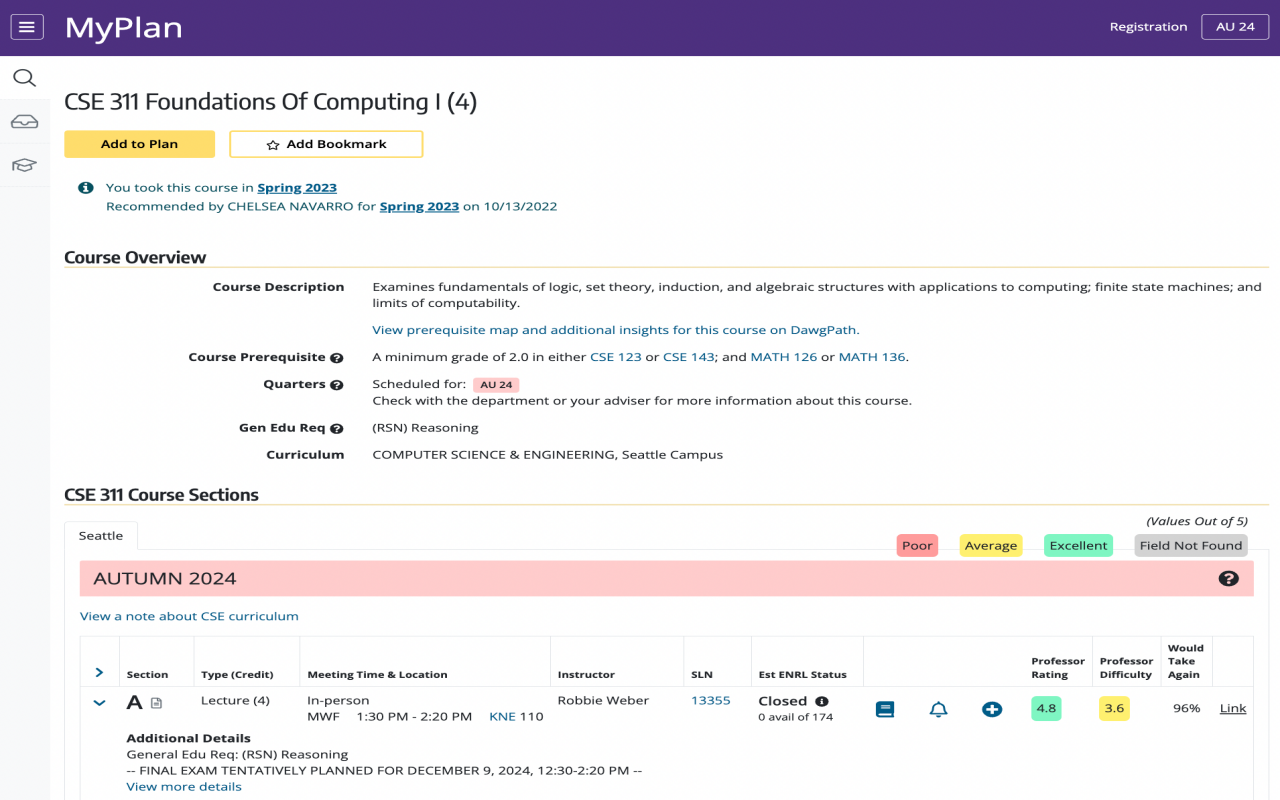 MyPlan
Registration
AU 24
CSE 311 Foundations Of Computing I (4)
Add to Plan
Add Bookmark
You took this course in Spring 2023
Recommended by CHELSEA NAVARRO for Spring 2023 on 10/13/2022
Course Overview
Course Description
Examines fundamentals of logic, set theory, induction, and algebraic structures with applications to computing; finite state machines; and
limits of computability.
View prerequisite map and additional insights for this course on DawgPath.
Course Prerequisite
A minimum grade of 2.0 in either CSE 123 or CSE 143; and MATH 126 or MATH 136.
Quarters
Scheduled for: AU 24
Check with the department or your adviser for more information about this course.
Gen Edu Req
(RSN) Reasoning
Curriculum
COMPUTER SCIENCE & ENGINEERING, Seattle Campus
CSE 311 Course Sections
(Values Out of 5)
Seattle
Poor
Average
Excellent
Field Not Found
AUTUMN 2024
View a note about CSE curriculum
Section
Type (Credit)
Meeting Time & Location
Instructor
SLN
Est ENRL Status
Professor
Rating
Professor
Difficulty
Would
Take
Again
A
Lecture (4)
In-person
MWF 1:30 PM - 2:20 PM KNE 110
Robbie Weber
13355
Closed
0 avail of 174
4.8
3.6
96%
Link
Additional Details
General Edu Req: (RSN) Reasoning
-- FINAL EXAM TENTATIVELY PLANNED FOR DECEMBER 9, 2024, 12:30-2:20 PM --
View more details